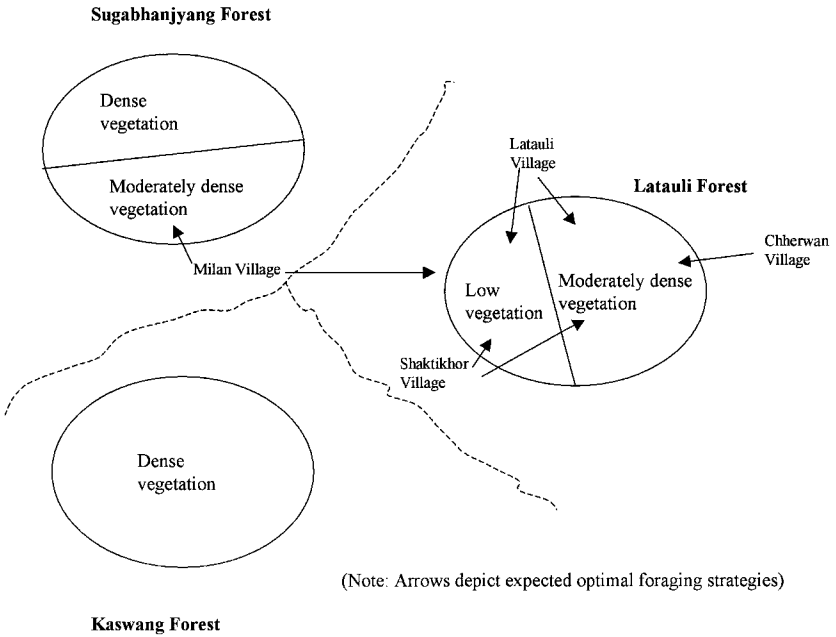 Sugabhanjyang Forest
Dense
vegetation
Moderately dense
vegetation
Milan Village
Latauli
Village
Latauli Forest
Chherwan
Village
Low
vegetation
Moderately dense
vegetation
Shaktikhor
Village
Dense
vegetation
(Note: Arrows depict expected optimal foraging strategies)
Kaswang Forest